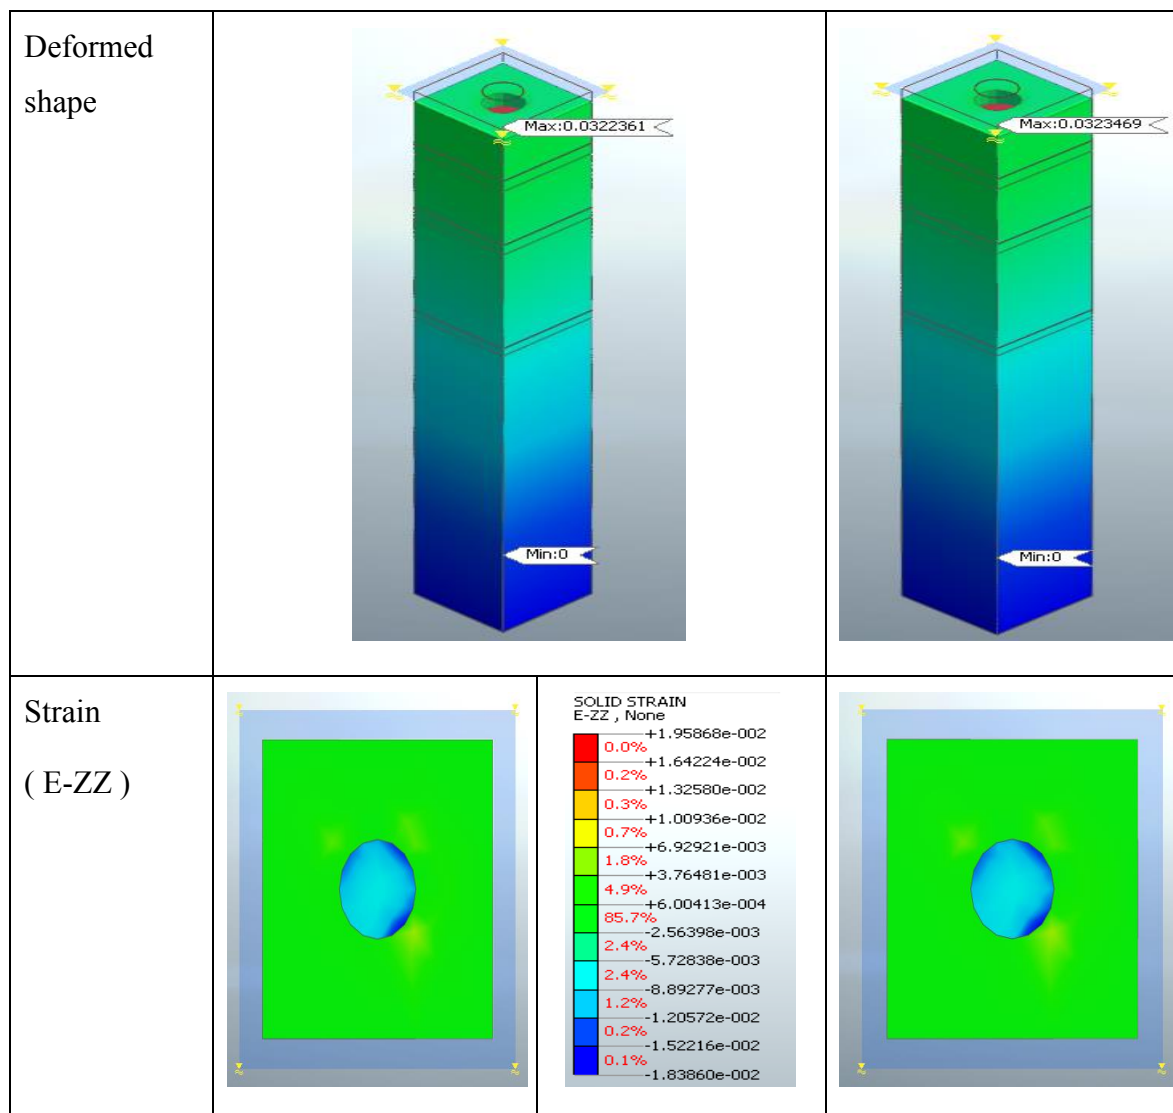 Deformed
shape
Max:0.0322361
Min:0
Max:0.0323469
Min:0
Strain
( E-ZZ )
SOLID STRAIN
E-ZZ , None
+1.95868e-002
0.0%
+1.64224e-002
0.2%
+1.32580e-002
0.3%
+1.00936e-002
0.7%
+6.92921e-003
1.8%
+3.76481e-003
4.9%
+6.00413e-004
85.7%
-2.56398e-003
2.4%
-5.72838e-003
2.4%
-8.89277e-003
1.2%
-1.20572e-002
0.2%
-1.52216e-002
0.1%
-1.83860e-002